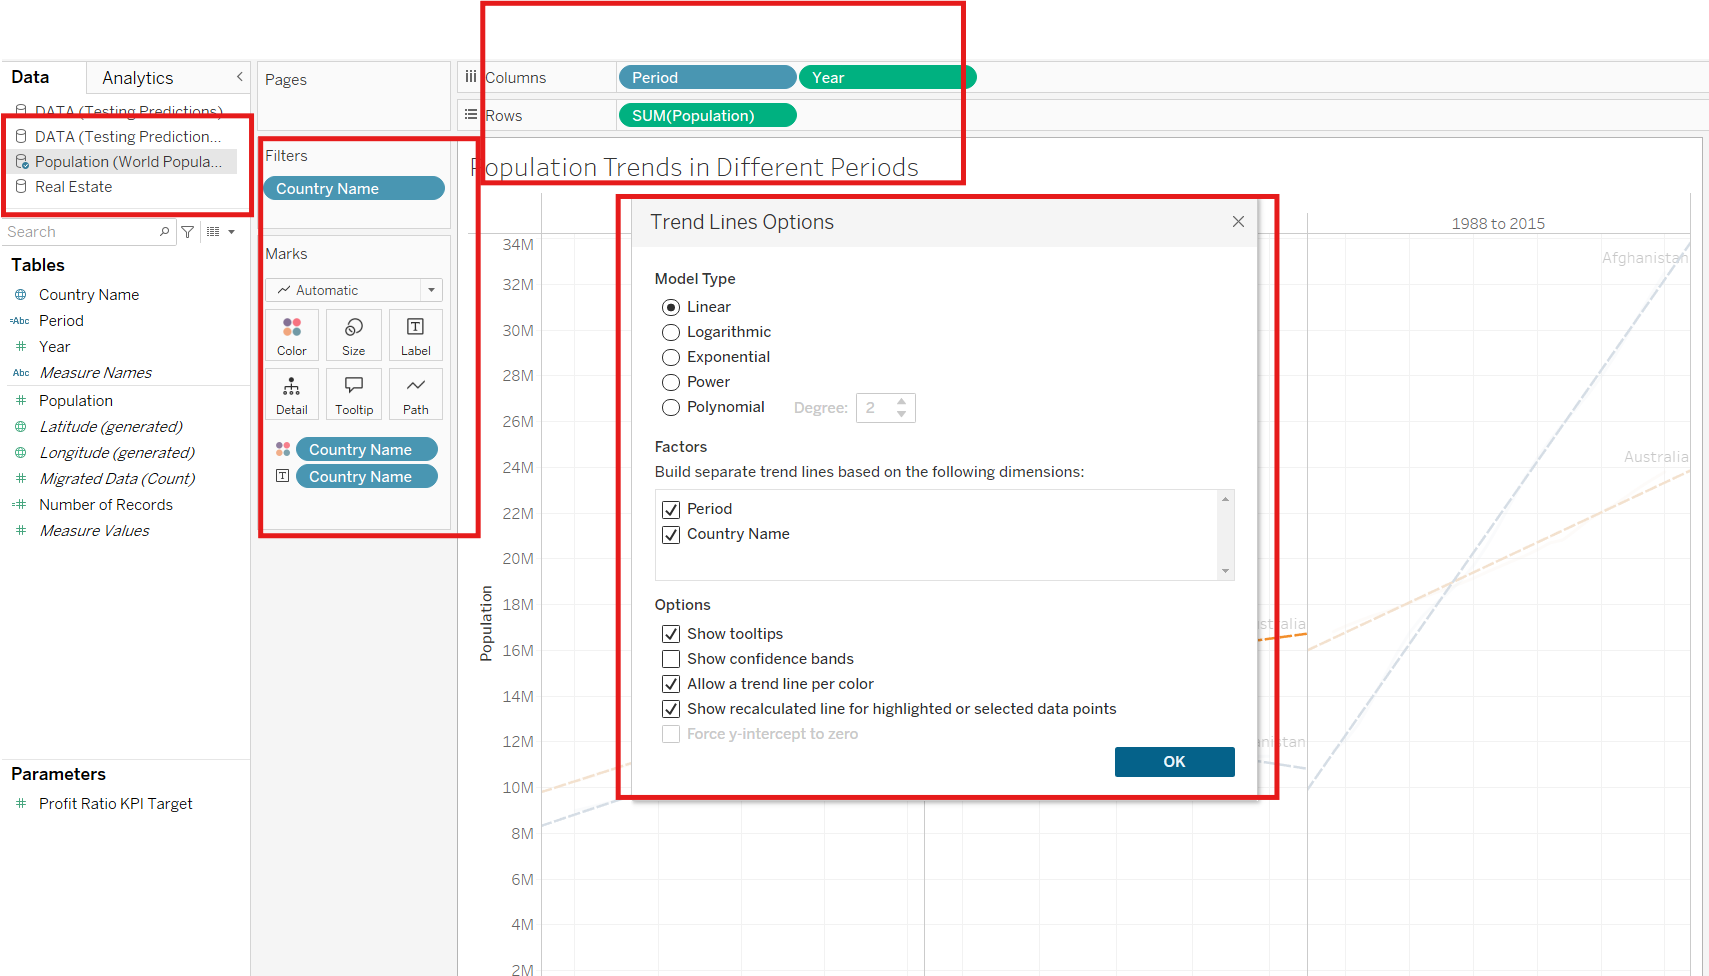 Data
Analytics
DATA (Testing Predictions)
DATA (Testing Prediction...
Population (World Popula...
Real Estate
Search
Tables
Country Name
Abc Period
Year
Abc Measure Names
Population
Latitude (generated)
Longitude (generated)
Migrated Data (Count)
Number of Records
Measure Values
Parameters
Profit Ratio KPI Target
Pages
Filters
Country Name
Marks
Automatic
Color
Size
Label
Detail
Tooltip
Path
Country Name
Country Name
Columns
Period
Year
Rows
SUM(Population)
Population Trends in Different Periods
1988 to 2015
Population
34M
32M
30M
28M
26M
24M
22M
20M
18M
16M
14M
12M
10M
8M
6M
4M
2M
Afghanistan
Australia
stralia
nistan
Trend Lines Options
Model Type
Linear
Logarithmic
Exponential
Power
Polynomial Degree: 2
Factors
Build separate trend lines based on the following dimensions:
Period
Country Name
Options
Show tooltips
Show confidence bands
Allow a trend line per color
Show recalculated line for highlighted or selected data points
Force y-intercept to zero
OK